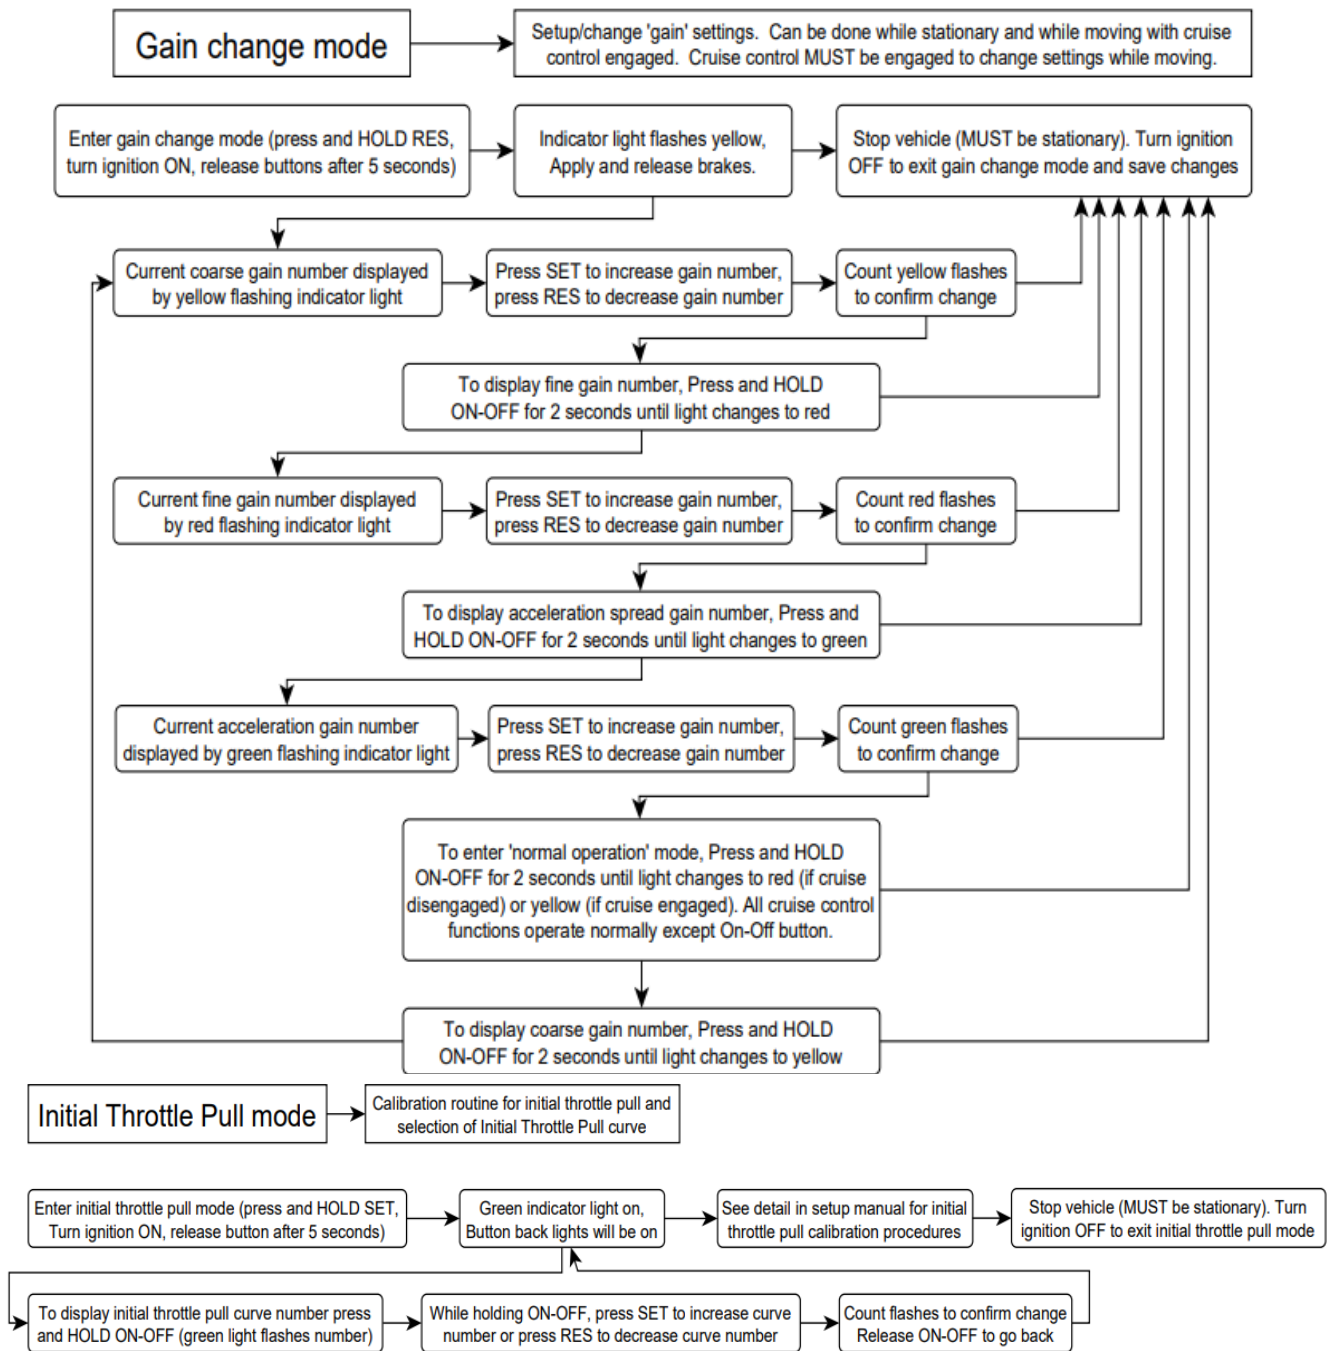 Gain change mode
Setup/change 'gain' settings. Can be done while stationary and while moving with cruise
control engaged. Cruise control MUST be engaged to change settings while moving.
Enter gain change mode (press and HOLD RES,
turn ignition ON, release buttons after 5 seconds)
Indicator light flashes yellow,
Apply and release brakes.
Stop vehicle (MUST be stationary). Turn ignition
OFF to exit gain change mode and save changes
Current coarse gain number displayed
by yellow flashing indicator light
Press SET to increase gain number,
press RES to decrease gain number
Count yellow flashes
to confirm change
To display fine gain number, Press and HOLD
ON-OFF for 2 seconds until light changes to red
Current fine gain number displayed
by red flashing indicator light
Press SET to increase gain number,
press RES to decrease gain number
Count red flashes
to confirm change
To display acceleration spread gain number, Press and
HOLD ON-OFF for 2 seconds until light changes to green
Current acceleration gain number
displayed by green flashing indicator light
Press SET to increase gain number,
press RES to decrease gain number
Count green flashes
to confirm change
To enter 'normal operation' mode, Press and HOLD
ON-OFF for 2 seconds until light changes to red (if cruise
disengaged) or yellow (if cruise engaged). All cruise control
functions operate normally except On-Off button.
To display coarse gain number, Press and HOLD
ON-OFF for 2 seconds until light changes to yellow
Initial Throttle Pull mode
Calibration routine for initial throttle pull and
selection of Initial Throttle Pull curve
Enter initial throttle pull mode (press and HOLD SET,
Turn ignition ON, release button after 5 seconds)
Green indicator light on,
Button back lights will be on
See detail in setup manual for initial
throttle pull calibration procedures
Stop vehicle (MUST be stationary). Turn
ignition OFF to exit initial throttle pull mode
To display initial throttle pull curve number press
and HOLD ON-OFF (green light flashes number)
While holding ON-OFF, press SET to increase curve
number or press RES to decrease curve number
Count flashes to confirm change
Release ON-OFF to go back